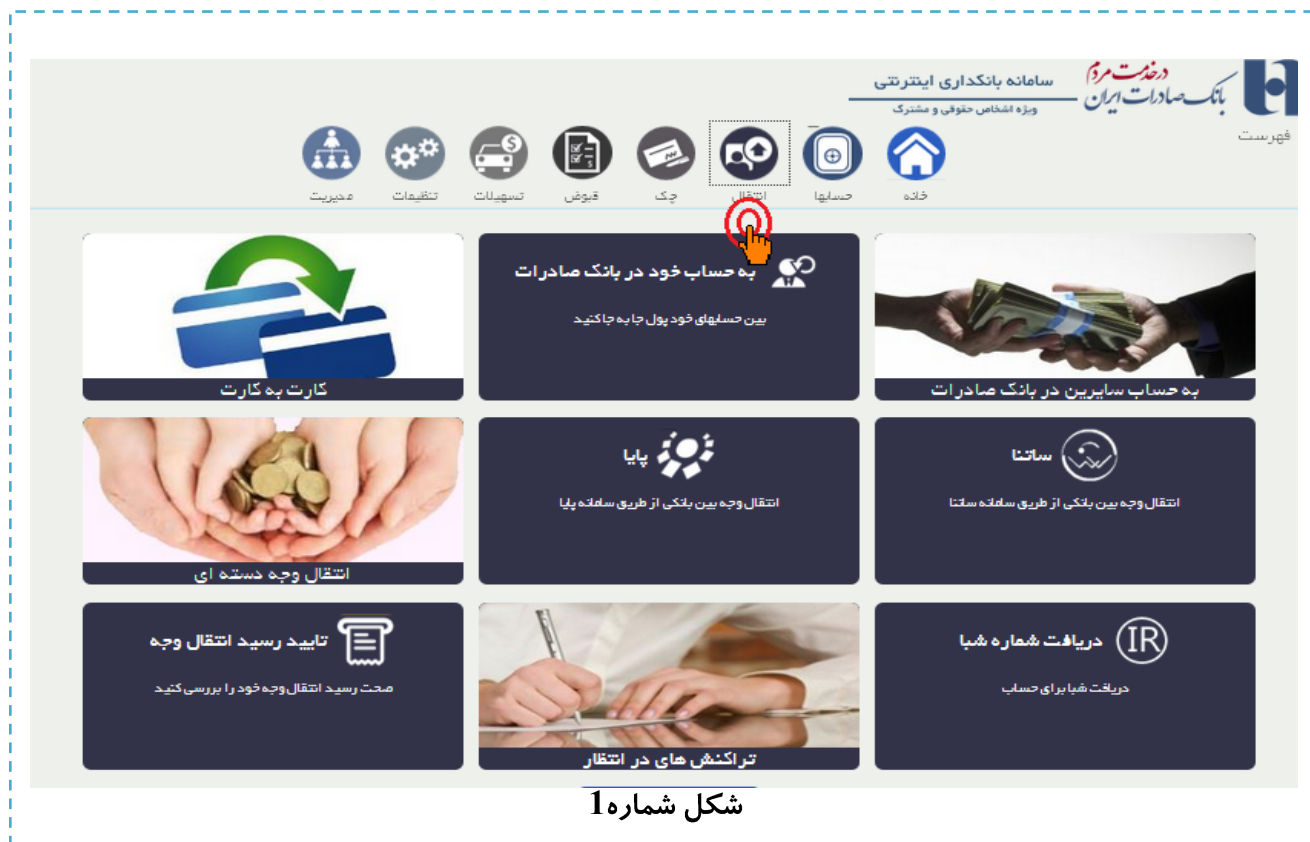 درخدمت مردم
بانک صادرات ایران
سامانه بانکداری اینترنتی
ویژه اشخاص حقوقی و مشترک
فهرست
خانه
حسابها
انتقال
چک
قبوض
تسهیلات
تنظیمات
مدیریت
به حساب سایرین در بانک صادرات
به حساب خود در بانک صادرات
بین حسابهای خود پول جا به جا کنید
کارت به کارت
ساتنا
انتقال وجه بین بانکی از طریق سامانه ساتنا
پایا
انتقال وجه بین بانکی از طریق سامانه پایا
انتقال وجه دسته ای
IR
دریافت شماره شبا
دریافت شبا برای حساب
تراکنش های در انتظار
تایید رسید انتقال وجه
صحت رسید انتقال وجه خود را بررسی کنید
شکل شماره1